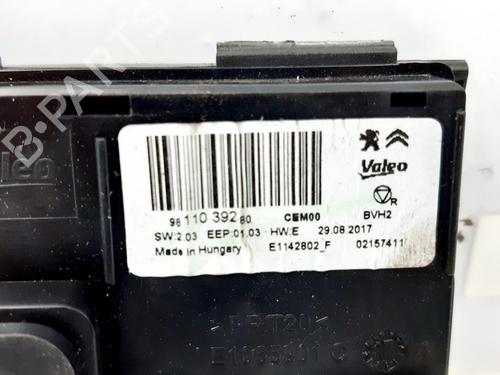 B-PARTS
Valeo
Valeo
98 110 392 80 CEM00
R
BVH2
SW:2.03 EEP:01.03 HW:E 29.08.2017
Made in Hungary E1142802_F 02157411